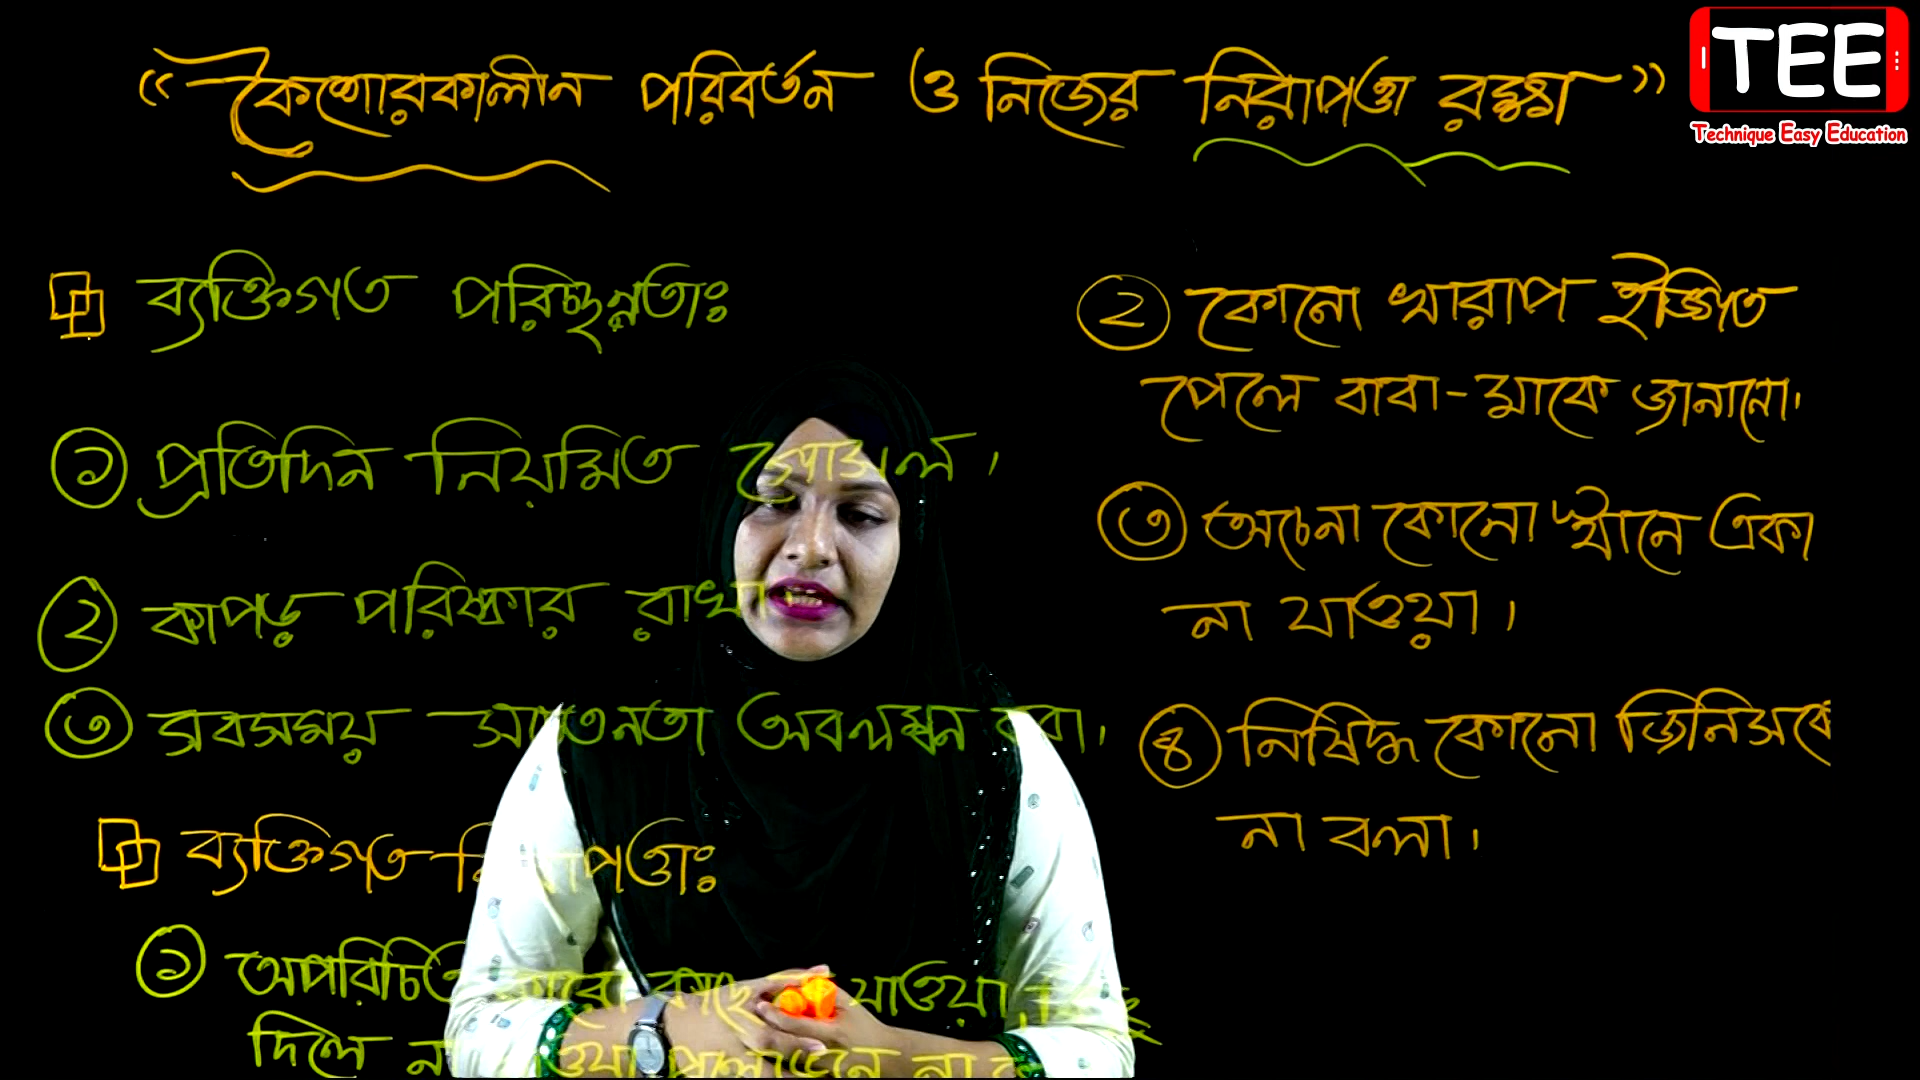 "কৈশোরকালীন পরিবর্তন ও নিজের নিরাপত্তা রক্ষা"
TEE
Technique Easy Education
ব্যক্তিগত পরিচ্ছন্নতাঃ
১ প্রতিদিন নিয়মিত গোসল।
২ কাপড় পরিষ্কার রাখা
৩ সবসময় সচেতনতা অবলম্বন করা।
ব্যক্তিগত নিরাপত্তাঃ
১ অপরিচিত কারো কাছে না যাওয়া,
দিলে না
২ কোনো খারাপ ইঙ্গিত
পেলে বাবা-মাকে জানানো।
৩ অচেনা কোনো স্থানে একা
না যাওয়া।
৪ নিষিদ্ধ কোনো জিনিসকে
না বলা।